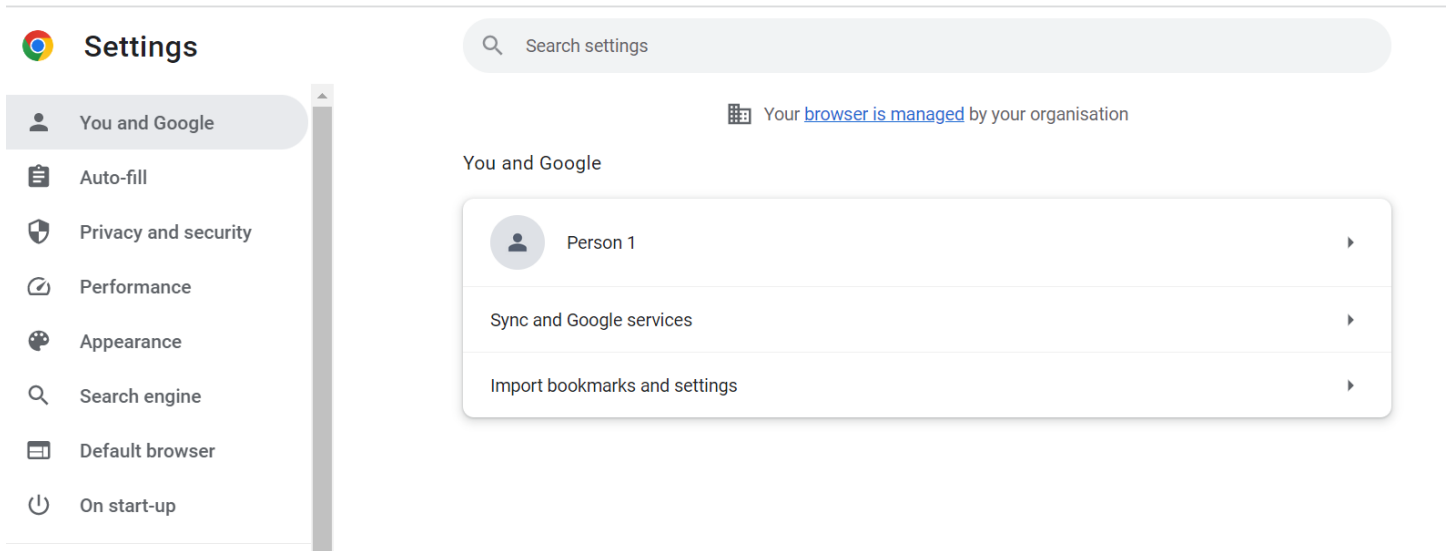 Settings
Search settings
You and Google
Auto-fill
Privacy and security
Performance
Appearance
Search engine
Default browser
On start-up
Your browser is managed by your organisation
You and Google
Person 1
Sync and Google services
Import bookmarks and settings